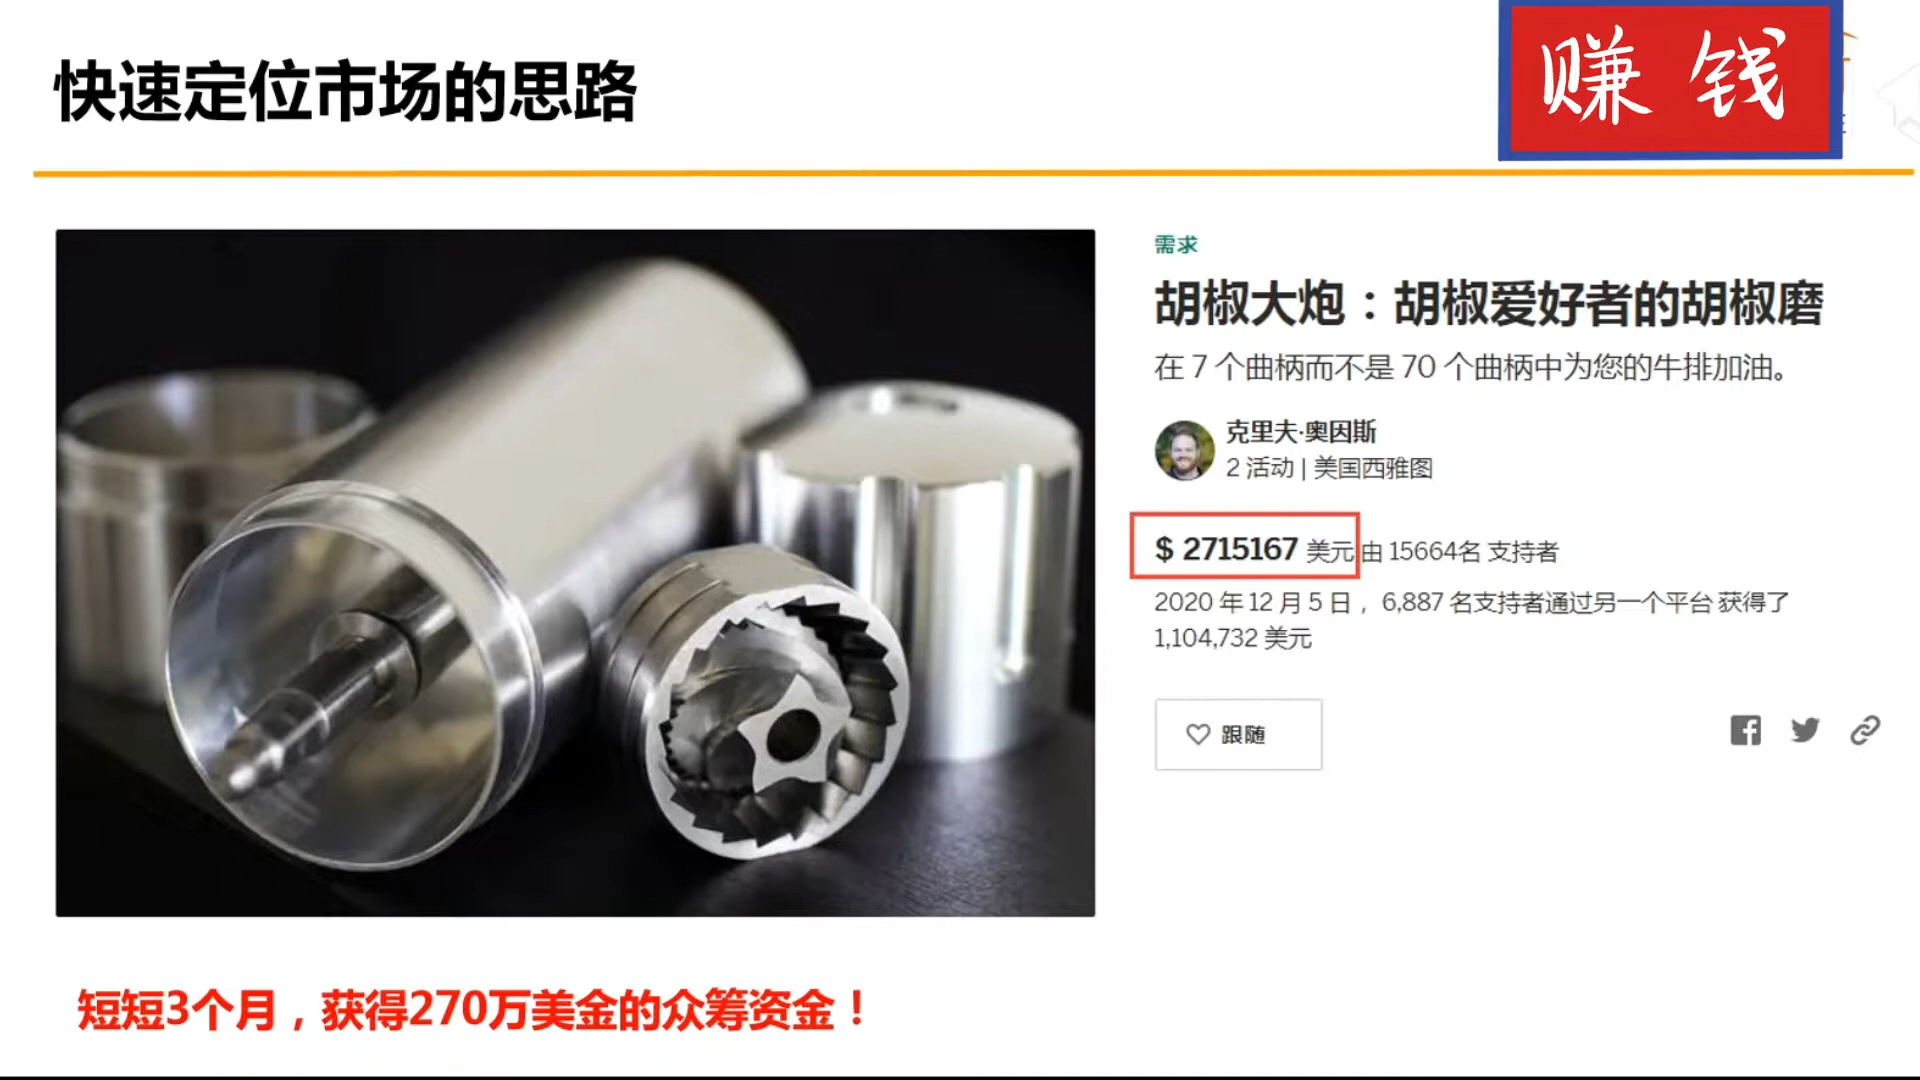 快速定位市场的思路
赚 钱
需求
胡椒大炮：胡椒爱好者的胡椒磨
在 7 个曲柄而不是 70 个曲柄中为您的牛排加油。
克里夫·奥因斯
2 活动 | 美国西雅图
$ 2715167 美元 由 15664名 支持者
2020 年 12 月 5 日， 6,887 名支持者通过另一个平台 获得了
1,104,732 美元
跟随
短短3个月，获得270万美金的众筹资金！